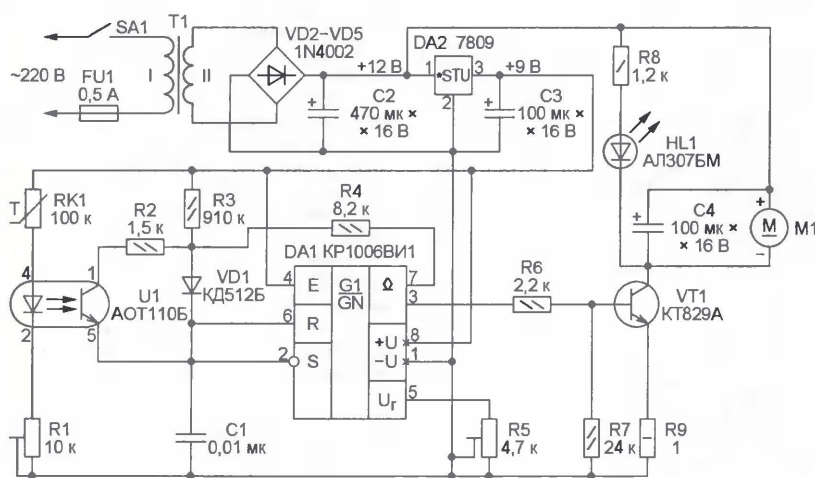 SA1
T1
VD2–VD5
1N4002
DA2 7809
~220 В
FU1
0,5 А
I
II
+12 В
1
*STU
3
+9 В
2
R8
1,2 к
C2
470 мк ×
× 16 В
C3
100 мк ×
× 16 В
HL1
АЛ307БМ
T
RK1
100 к
R3
910 к
R4
8,2 к
R2
1,5 к
DA1 КР1006ВИ1
C4
100 мк ×
× 16 В
+
M
–
M1
4
1
U1
АОТ110Б
2
5
VD1
КД512Б
4
E
G1
GN
Ω
7
3
6
R
2
S
+U
8
–U
1
Uг
5
R6
2,2 к
VT1
КТ829А
R1
10 к
C1
0,01 мк
R5
4,7 к
R7
24 к
R9
1